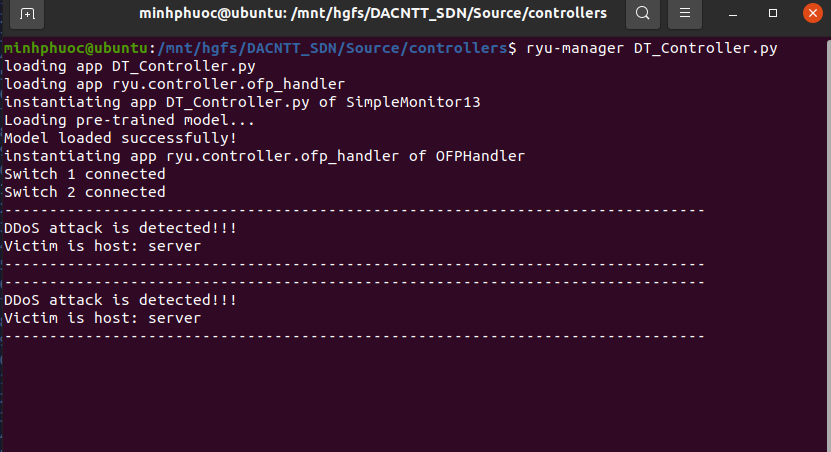 minhphuoc@ubuntu: /mnt/hgfs/DACNTT_SDN/Source/controllers
minhphuoc@ubuntu:/mnt/hgfs/DACNTT_SDN/Source/controllers$ ryu-manager DT_Controller.py
loading app DT_Controller.py
loading app ryu.controller.ofp_handler
instantiating app DT_Controller.py of SimpleMonitor13
Loading pre-trained model...
Model loaded successfully!
instantiating app ryu.controller.ofp_handler of OFPHandler
Switch 1 connected
Switch 2 connected
------------------------------------------------------------------------------
DDoS attack is detected!!!
Victim is host: server
------------------------------------------------------------------------------
------------------------------------------------------------------------------
DDoS attack is detected!!!
Victim is host: server
------------------------------------------------------------------------------